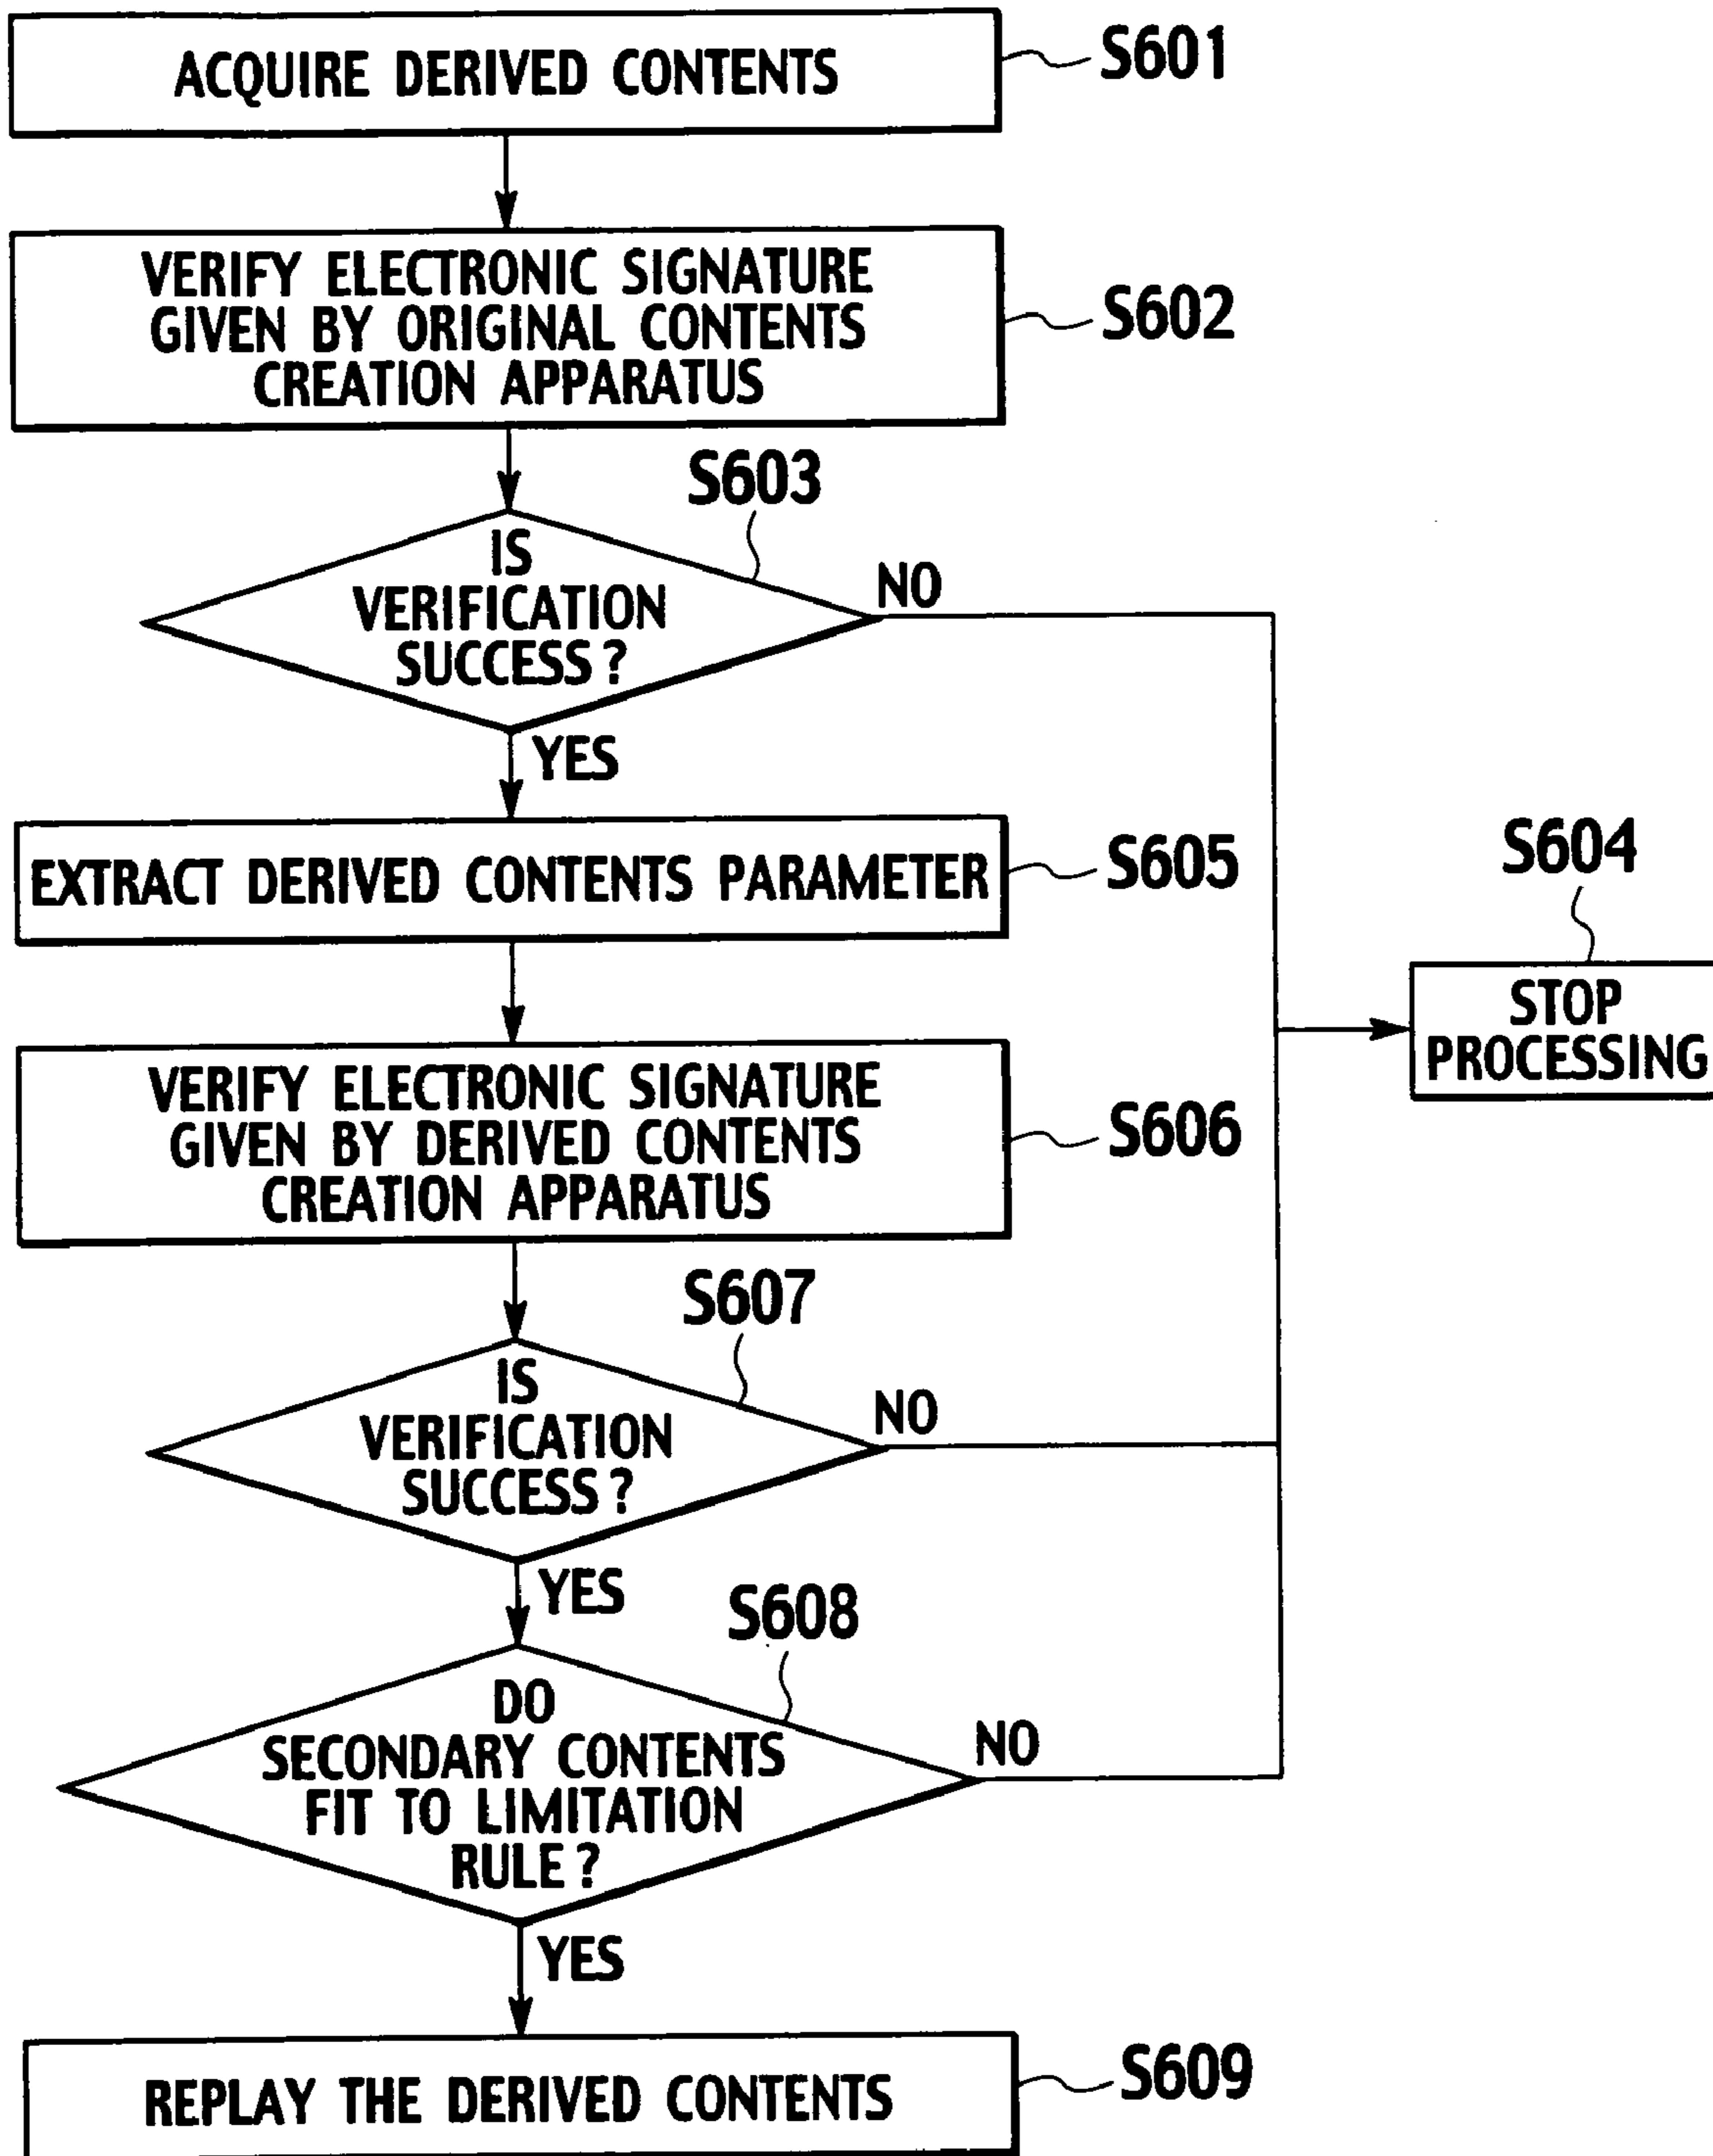 ACQUIRE DERIVED CONTENTS
S601
VERIFY ELECTRONIC SIGNATURE
GIVEN BY ORIGINAL CONTENTS
CREATION APPARATUS
S602
S603
IS
VERIFICATION
SUCCESS?
NO
YES
EXTRACT DERIVED CONTENTS PARAMETER
S605
S604
STOP
PROCESSING
VERIFY ELECTRONIC SIGNATURE
GIVEN BY DERIVED CONTENTS
CREATION APPARATUS
S606
S607
IS
VERIFICATION
SUCCESS?
NO
YES
S608
DO
SECONDARY CONTENTS
FIT TO LIMITATION
RULE?
NO
YES
REPLAY THE DERIVED CONTENTS
S609